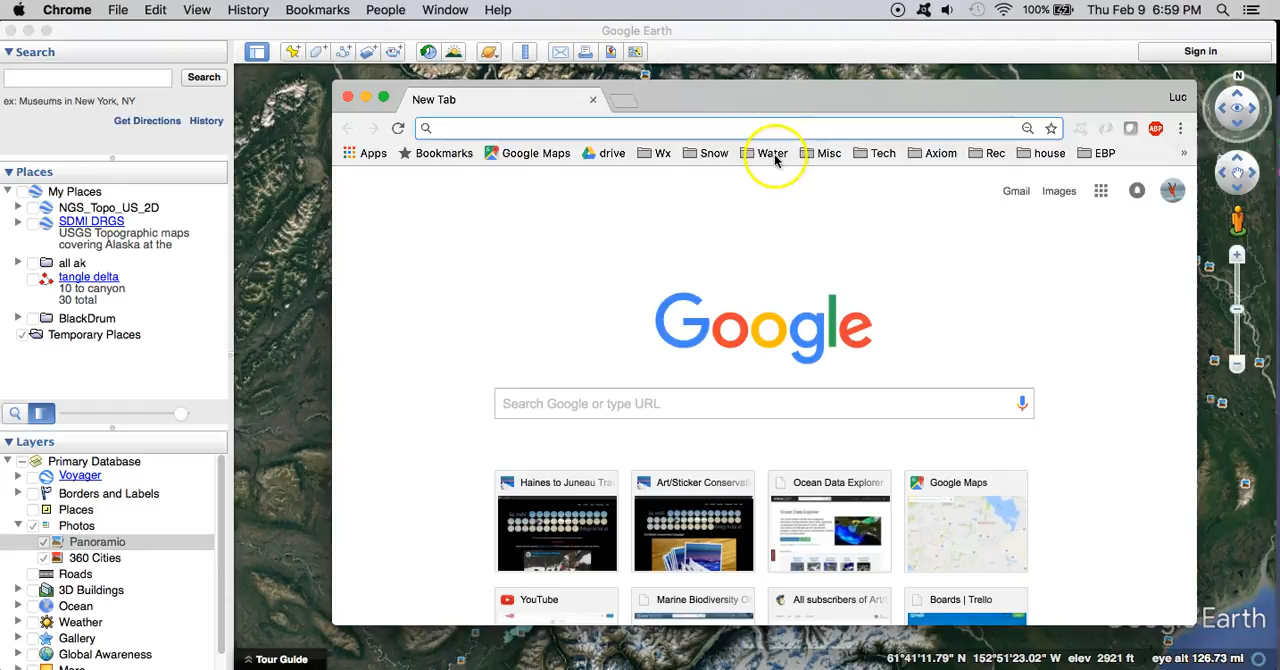 Chrome File Edit View History Bookmarks People Window Help 100% Thu Feb 9 6:59 PM
Google Earth
Search
Search
ex: Museums in New York, NY
Get Directions History
Places
My Places
NGS_Topo_US_2D
SDMI DRGS
USGS Topographic maps
covering Alaska at the
all ak
tangle delta
10 to canyon
30 total
BlackDrum
Temporary Places
Layers
Primary Database
Voyager
Borders and Labels
Places
Photos
Panoramio
360 Cities
Roads
3D Buildings
Ocean
Weather
Gallery
Global Awareness
More
Sign in
N
New Tab
Luc
ABP
Apps Bookmarks Google Maps drive Wx Snow Water Misc Tech Axiom Rec house EBP »
Gmail Images
Google
Search Google or type URL
Haines to Juneau Tra
Art/Sticker Conserva
Ocean Data Explorer
Google Maps
YouTube
Marine Biodiversity O
All subscribers of Art/
Boards | Trello
Earth
Tour Guide
61°41'11.79" N 152°51'23.02" W elev 2921 ft eye alt 126.73 mi